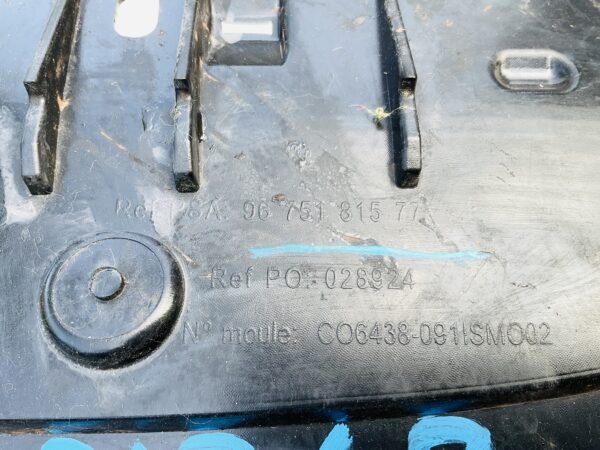 Ref PSA: 96 751 815 77
Ref PO: 028924
N° moule: CO6438-091ISMO02